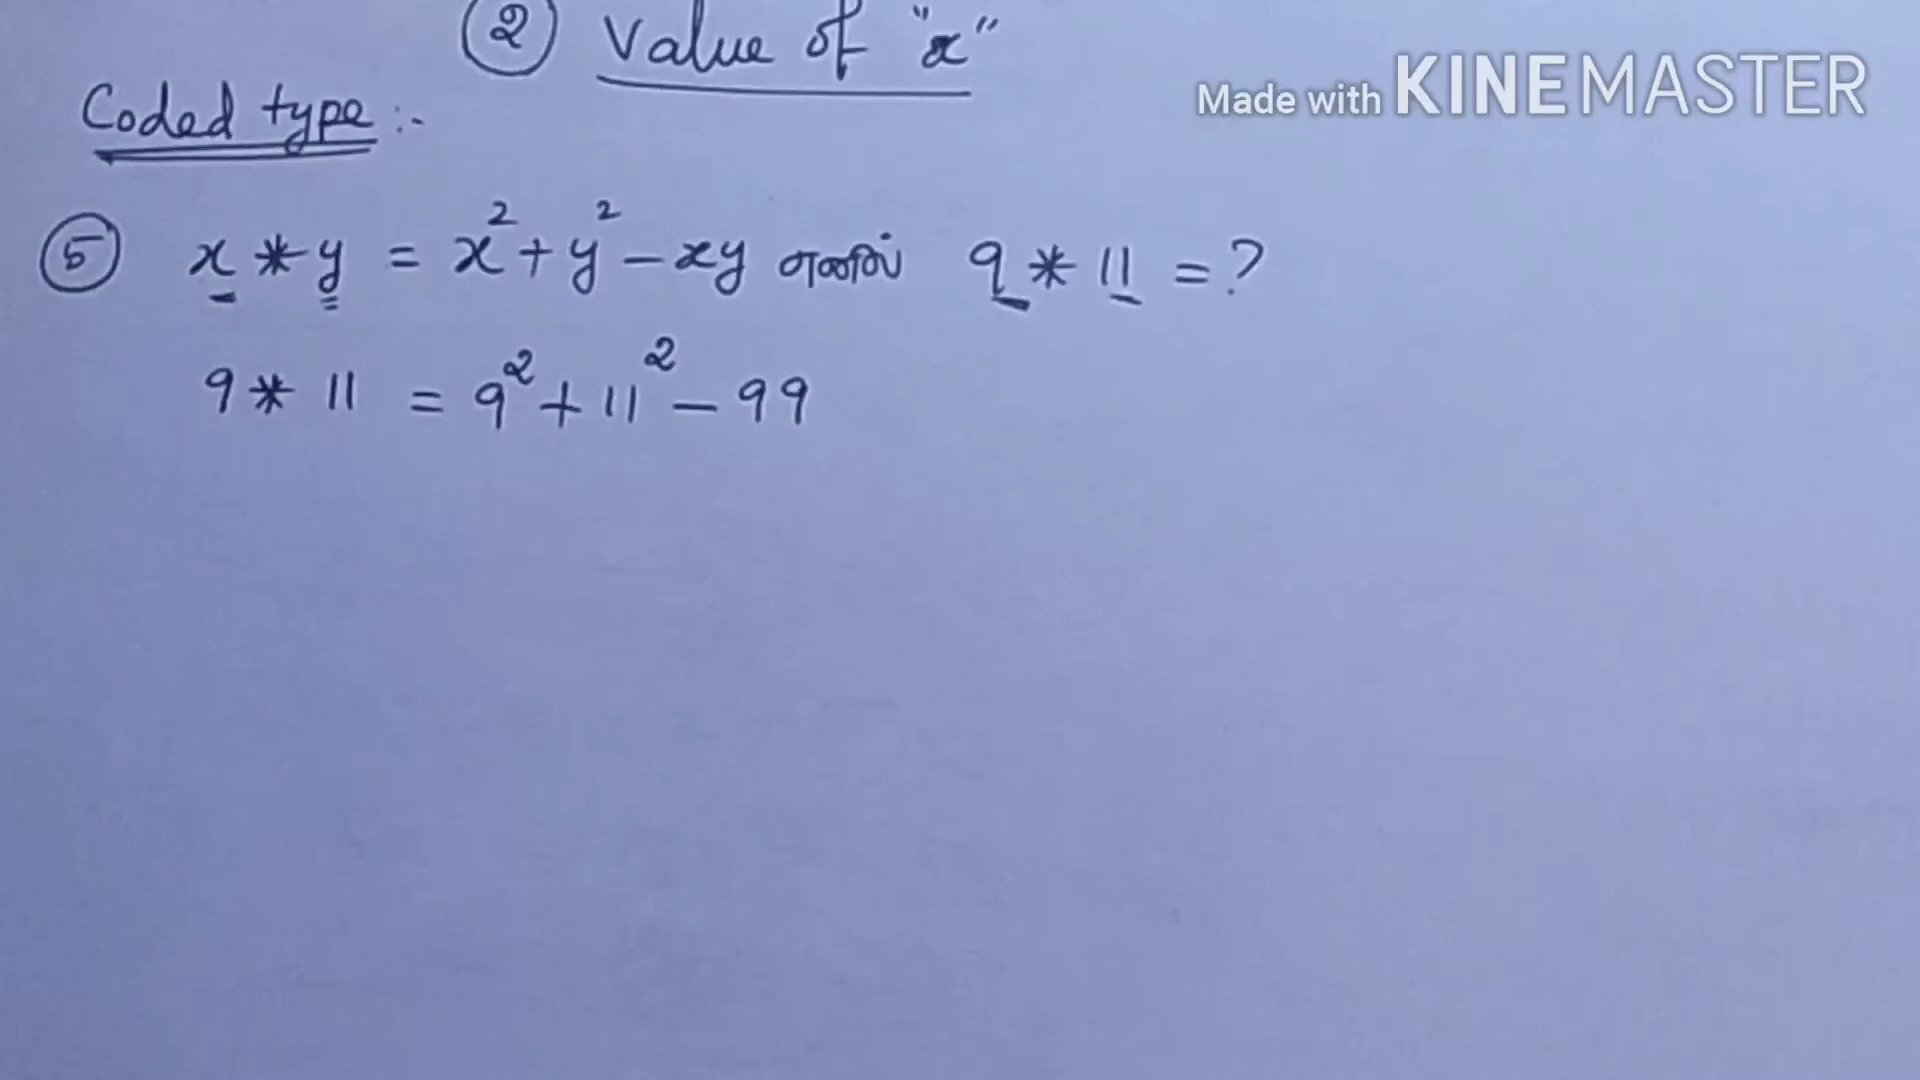 ② Value of "x"
Made with KINEMASTER
Coded type :-
⑤ x * y = x² + y² - xy எனில் 9 * 11 = ?
9 * 11 = 9² + 11² - 99